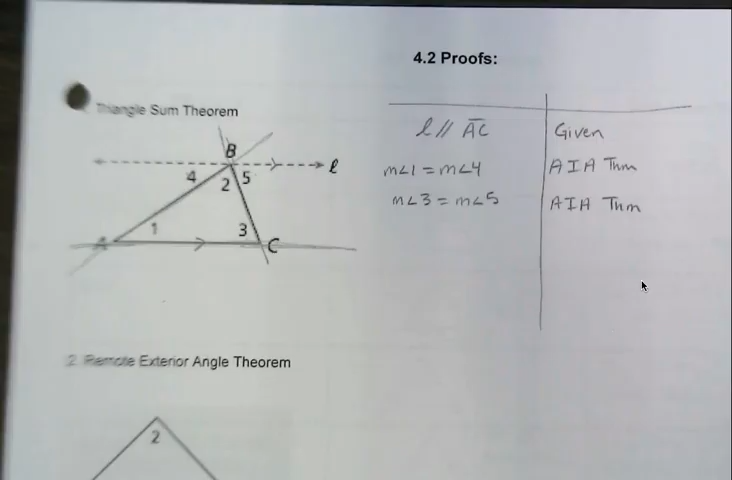 4.2 Proofs:
Triangle Sum Theorem
B
l
4
2
5
1
3
A
C
l // AC
Given
m∠1 = m∠4
AIA Thm
m∠3 = m∠5
AIA Thm
2. Remote Exterior Angle Theorem
2